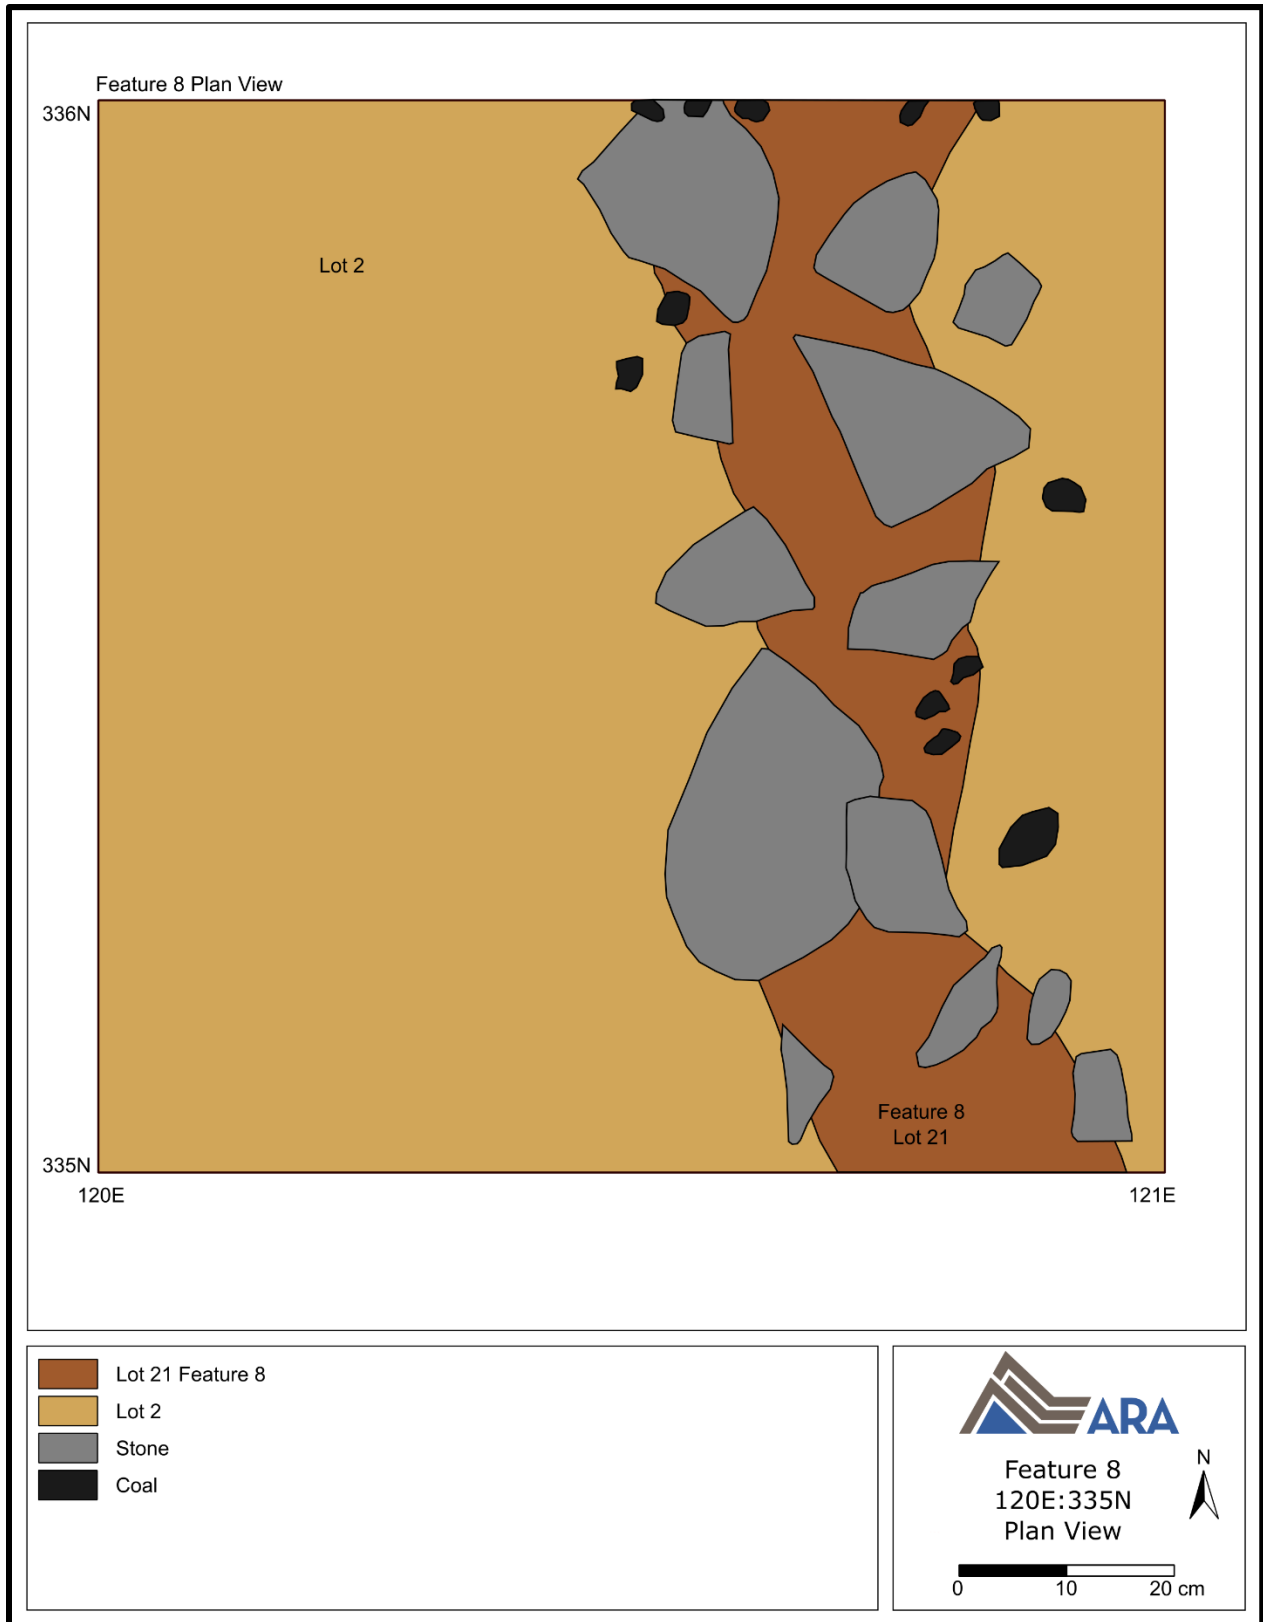 Feature 8 Plan View
336N
Lot 2
Feature 8
Lot 21
335N
120E
121E
Lot 21 Feature 8
Lot 2
Stone
Coal
ARA
Feature 8
120E:335N
Plan View
N
0 10 20 cm